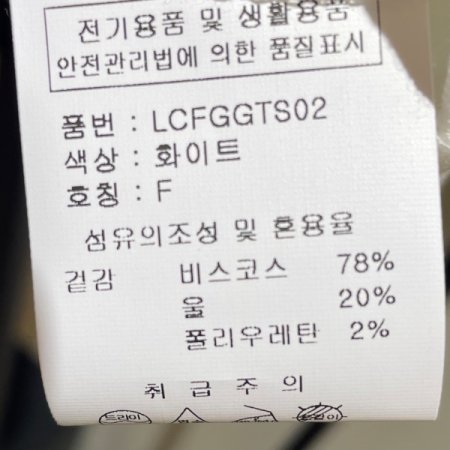 전기용품 및 생활용품
안전관리법에 의한 품질표시
품번 : LCFGGTS02
색상 : 화이트
호칭 : F
섬유의조성 및 혼용율
겉감 비스코스 78%
울 20%
폴리우레탄 2%
취급주의
드라이